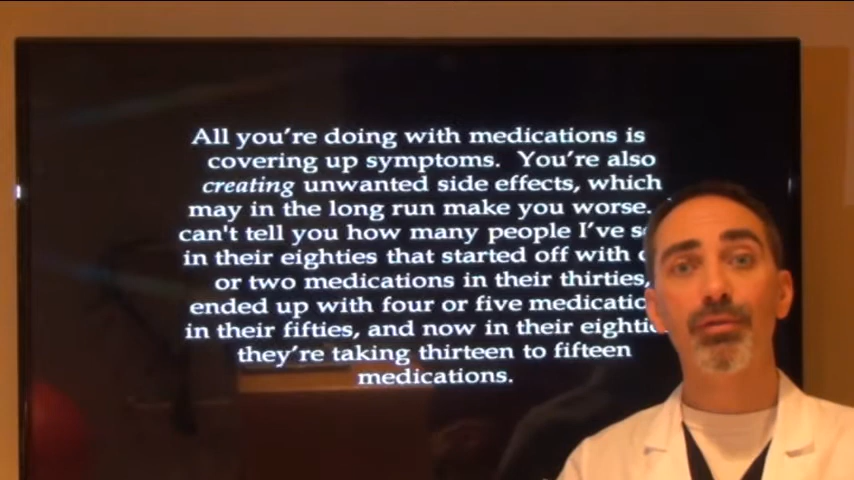 All you're doing with medications is
covering up symptoms. You're also
creating unwanted side effects, which
may in the long run make you worse.
can't tell you how many people I've
in their eighties that started off with
or two medications in their thirties,
ended up with four or five
in their fifties, and now in their
they're taking thirteen to fifteen
medications.